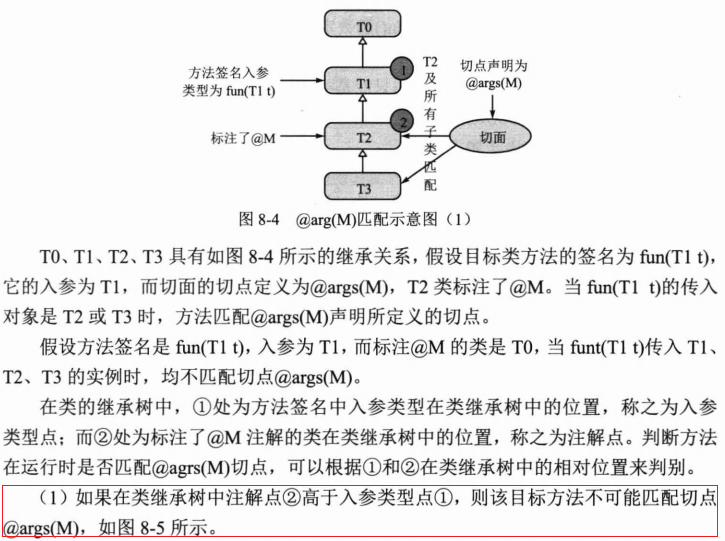 T0
1
T1
T2
及
所
有
子
类
匹
配
切点声明为
@args(M)
方法签名入参
类型为 fun(T1 t)
2
标注了@M
T2
切面
T3
图 8-4 @arg(M)匹配示意图（1）
T0、T1、T2、T3 具有如图 8-4 所示的继承关系，假设目标类方法的签名为 fun(T1 t)，
它的入参为 T1，而切面的切点定义为@args(M)，T2 类标注了@M。当 fun(T1 t)的传入
对象是 T2 或 T3 时，方法匹配@args(M)声明所定义的切点。
假设方法签名是 fun(T1 t)，入参为 T1，而标注@M 的类是 T0，当 funt(T1 t)传入 T1、
T2、T3 的实例时，均不匹配切点@args(M)。
在类的继承树中，①处为方法签名中入参类型在类继承树中的位置，称之为入参
类型点；而②处为标注了@M 注解的类在类继承树中的位置，称之为注解点。判断方法
在运行时是否匹配@agrs(M)切点，可以根据①和②在类继承树中的相对位置来判别。
（1）如果在类继承树中注解点②高于入参类型点①，则该目标方法不可能匹配切点
@args(M)，如图 8-5 所示。